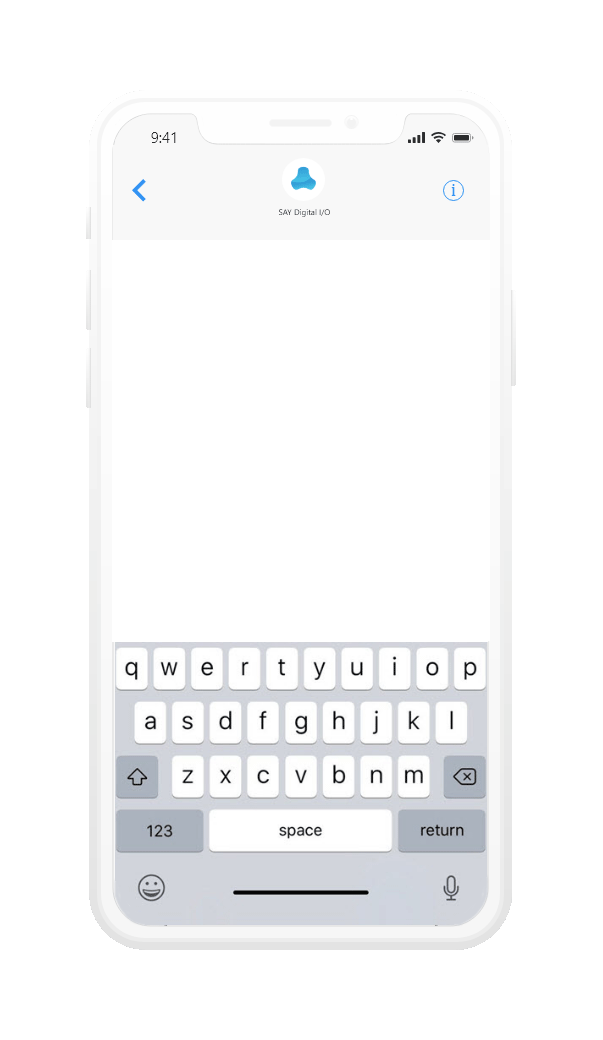 9:41
i
SAY Digital I/O
q w e r t y u i o p
a s d f g h j k l
z x c v b n m
123 space return